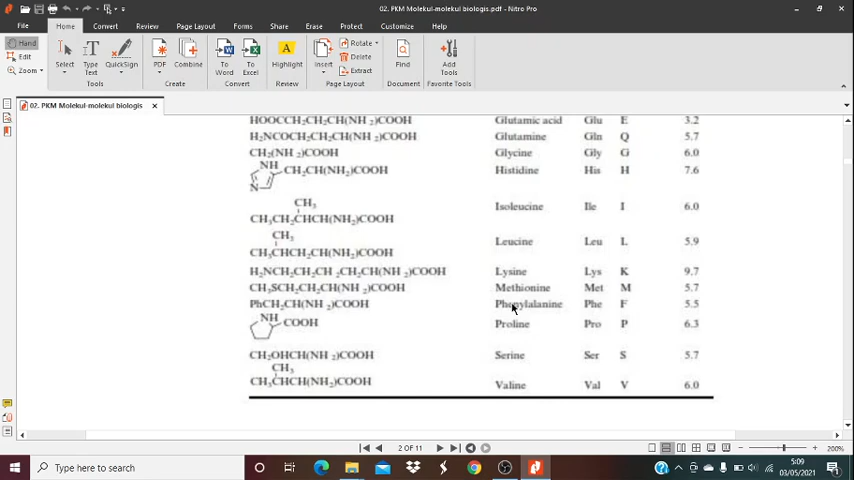 02. PKM Molekul-molekul biologis.pdf - Nitro Pro
File Home Convert Review Page Layout Forms Share Erase Protect Customize Help
Hand
Edit
Zoom
Select
Type Text
QuickSign
Tools
PDF
Combine
Create
To Word
To Excel
Convert
Highlight
Review
Insert
Rotate
Delete
Extract
Page Layout
Find
Document
Add Tools
Favorite Tools
02. PKM Molekul-molekul biologis
HOOCCH2CH2CH(NH2)COOH Glutamic acid Glu E 3.2
H2NCOCH2CH2CH(NH2)COOH Glutamine Gln Q 5.7
CH2(NH2)COOH Glycine Gly G 6.0
NH
CH2CH(NH2)COOH Histidine His H 7.6
N
CH3
CH3CH2CHCH(NH2)COOH Isoleucine Ile I 6.0
CH3
CH3CHCH2CH(NH2)COOH Leucine Leu L 5.9
H2NCH2CH2CH2CH2CH(NH2)COOH Lysine Lys K 9.7
CH3SCH2CH2CH(NH2)COOH Methionine Met M 5.7
PhCH2CH(NH2)COOH Phenylalanine Phe F 5.5
NH
COOH Proline Pro P 6.3
CH2OHCH(NH2)COOH Serine Ser S 5.7
CH3
CH3CHCH(NH2)COOH Valine Val V 6.0
2 OF 11
200%
Type here to search
5:09
03/05/2021